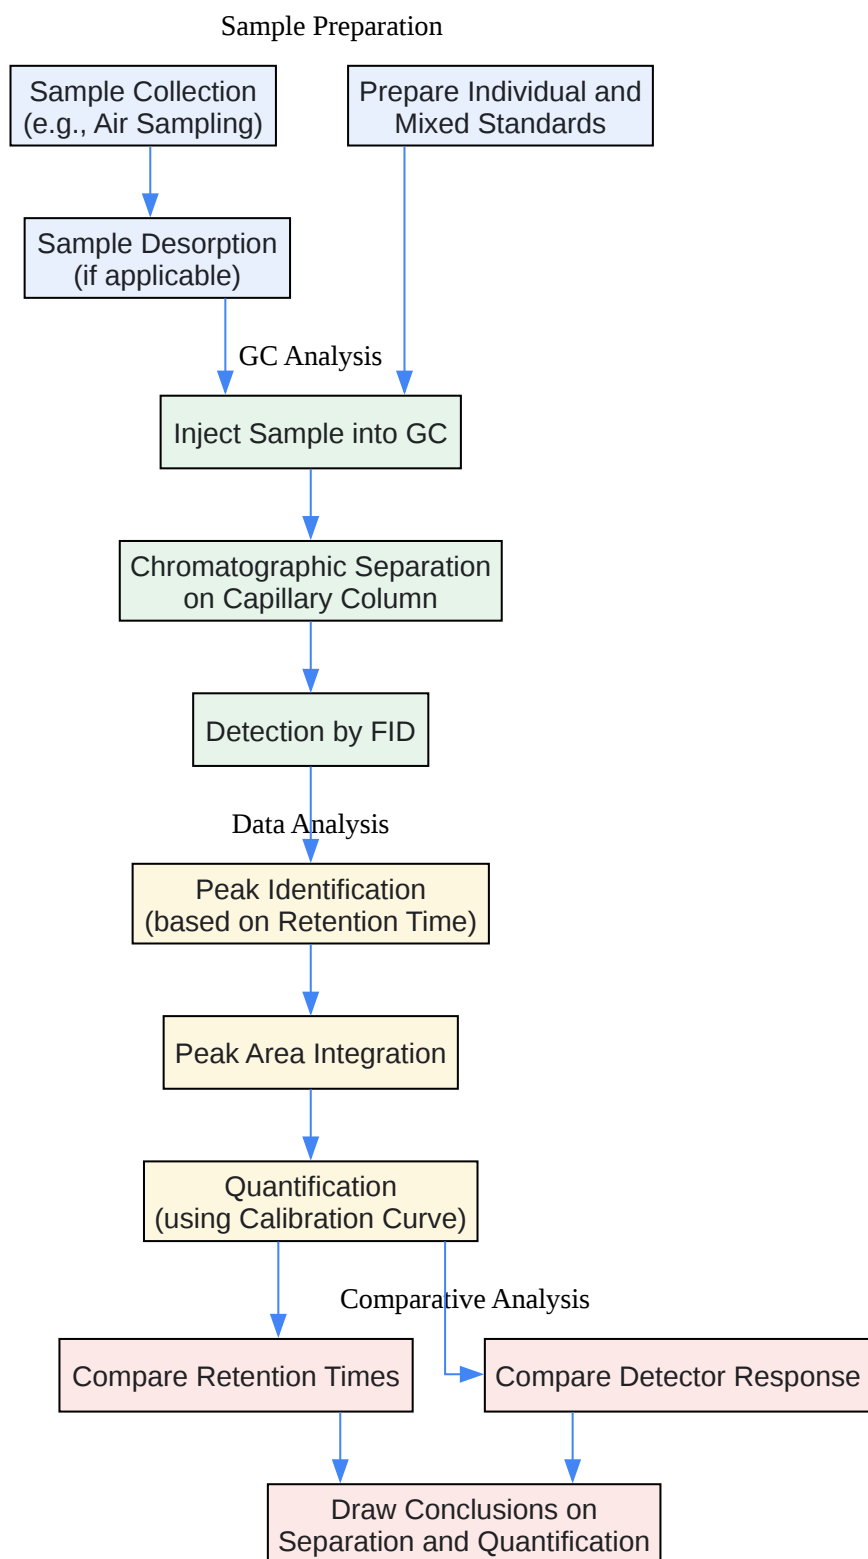 Sample Preparation
Sample Collection
(e.g., Air Sampling)
Prepare Individual and
Mixed Standards
Sample Desorption
(if applicable)
GC Analysis
Inject Sample into GC
Chromatographic Separation
on Capillary Column
Detection by FID
Data Analysis
Peak Identification
(based on Retention Time)
Peak Area Integration
Quantification
(using Calibration Curve)
Comparative Analysis
Compare Retention Times
Compare Detector Response
Draw Conclusions on
Separation and Quantification